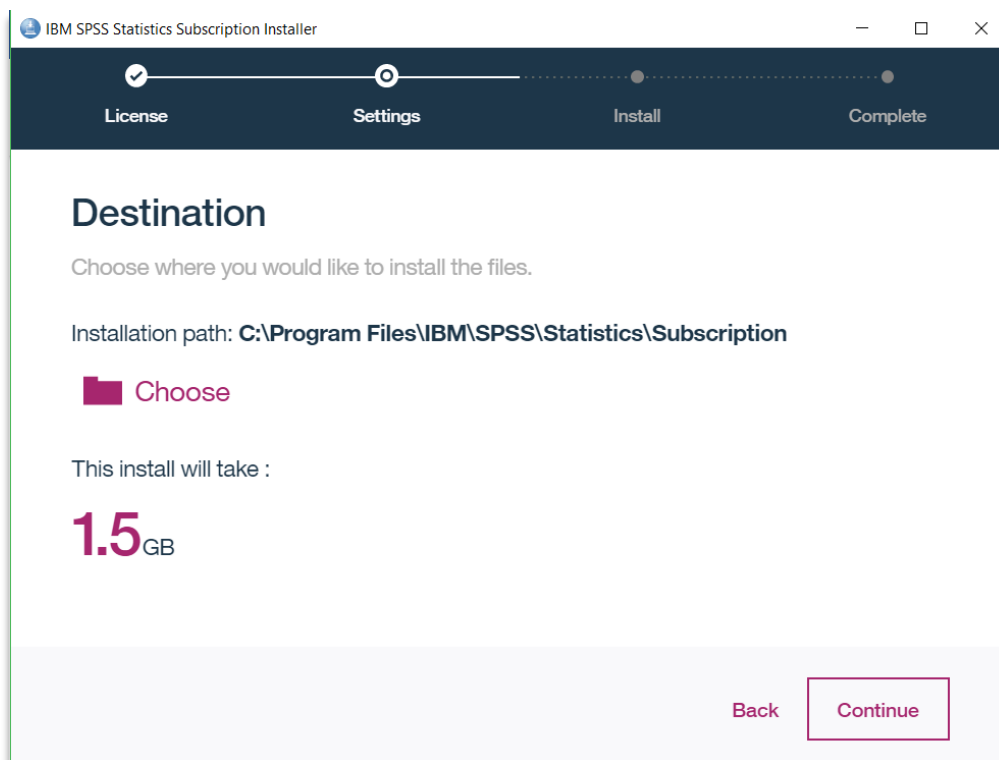 IBM SPSS Statistics Subscription Installer
License Settings Install Complete
Destination
Choose where you would like to install the files.
Installation path: C:\Program Files\IBM\SPSS\Statistics\Subscription
Choose
This install will take :
1.5GB
Back Continue